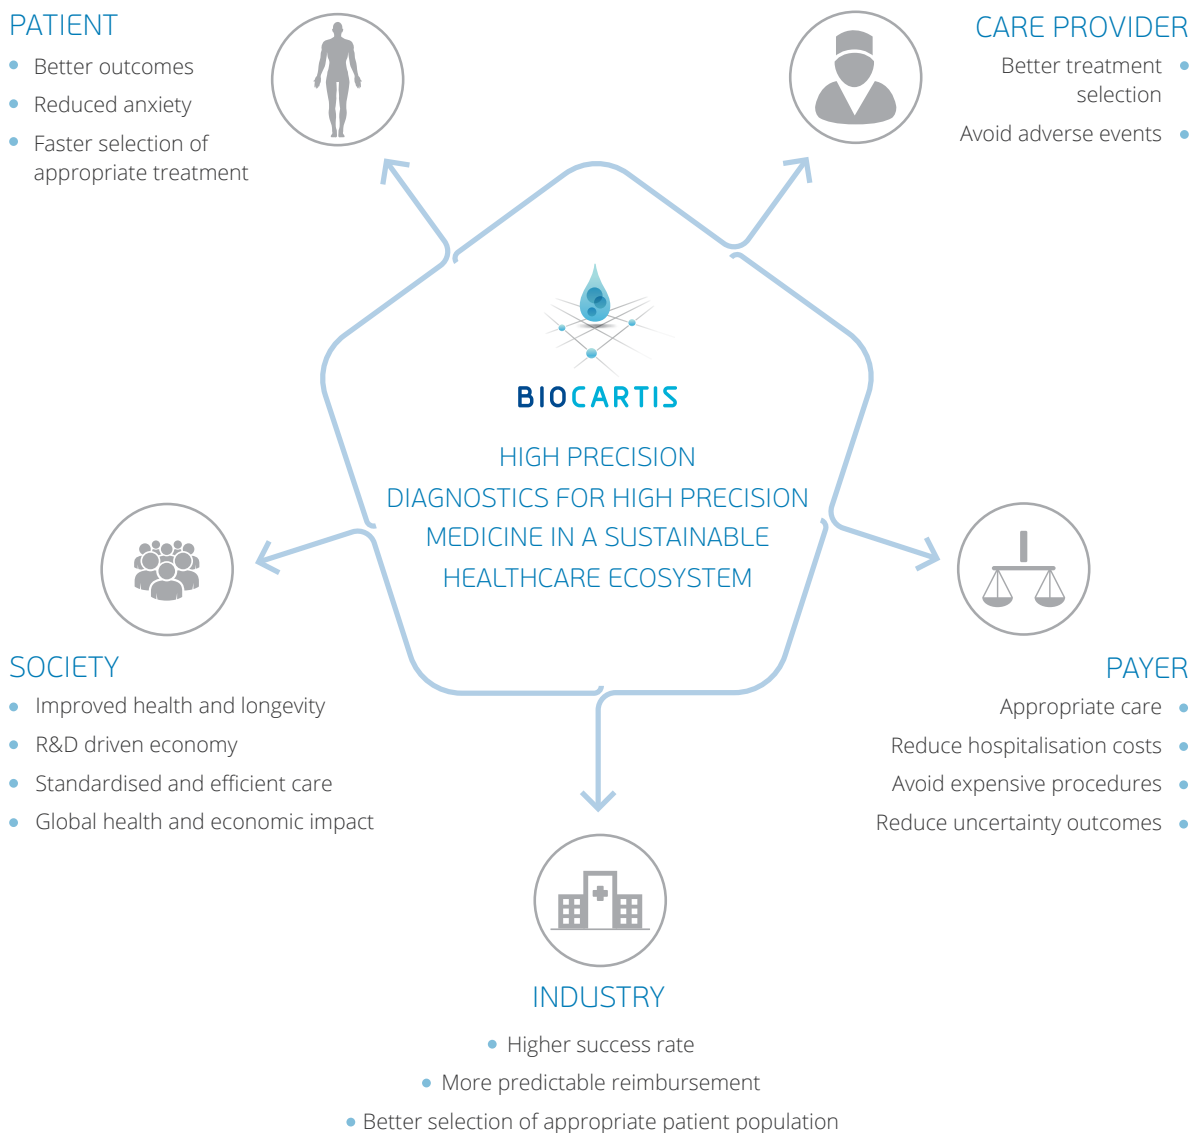 PATIENT
Better outcomes
Reduced anxiety
Faster selection of
appropriate treatment
CARE PROVIDER
Better treatment
selection
Avoid adverse events
BIOCARTIS
HIGH PRECISION
DIAGNOSTICS FOR HIGH PRECISION
MEDICINE IN A SUSTAINABLE
HEALTHCARE ECOSYSTEM
SOCIETY
Improved health and longevity
R&D driven economy
Standardised and efficient care
Global health and economic impact
PAYER
Appropriate care
Reduce hospitalisation costs
Avoid expensive procedures
Reduce uncertainty outcomes
INDUSTRY
Higher success rate
More predictable reimbursement
Better selection of appropriate patient population